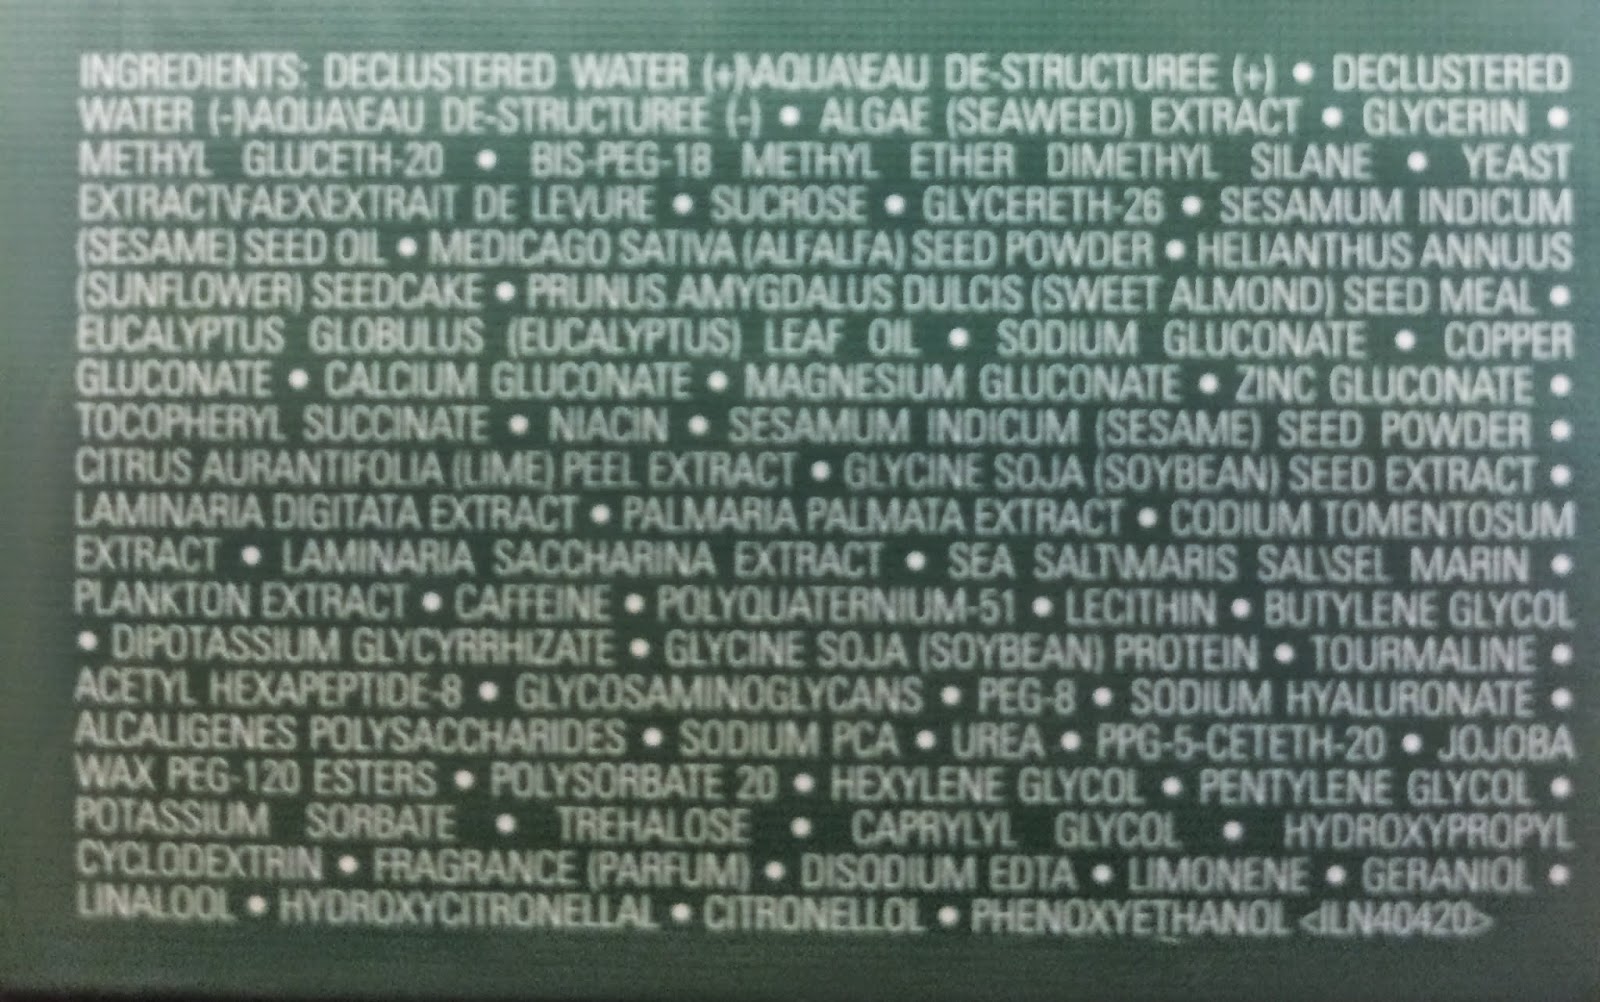 INGREDIENTS: DECLUSTERED WATER (+)\AQUA\EAU DE-STRUCTUREE (+) • DECLUSTERED
WATER (-)\AQUA\EAU DE-STRUCTUREE (-) • ALGAE (SEAWEED) EXTRACT • GLYCERIN •
METHYL GLUCETH-20 • BIS-PEG-18 METHYL ETHER DIMETHYL SILANE • YEAST
EXTRACT\FAEX\EXTRAIT DE LEVURE • SUCROSE • GLYCERETH-26 • SESAMUM INDICUM
(SESAME) SEED OIL • MEDICAGO SATIVA (ALFALFA) SEED POWDER • HELIANTHUS ANNUUS
(SUNFLOWER) SEEDCAKE • PRUNUS AMYGDALUS DULCIS (SWEET ALMOND) SEED MEAL •
EUCALYPTUS GLOBULUS (EUCALYPTUS) LEAF OIL • SODIUM GLUCONATE • COPPER
GLUCONATE • CALCIUM GLUCONATE • MAGNESIUM GLUCONATE • ZINC GLUCONATE •
TOCOPHERYL SUCCINATE • NIACIN • SESAMUM INDICUM (SESAME) SEED POWDER •
CITRUS AURANTIFOLIA (LIME) PEEL EXTRACT • GLYCINE SOJA (SOYBEAN) SEED EXTRACT •
LAMINARIA DIGITATA EXTRACT • PALMARIA PALMATA EXTRACT • CODIUM TOMENTOSUM
EXTRACT • LAMINARIA SACCHARINA EXTRACT • SEA SALT\MARIS SAL\SEL MARIN •
PLANKTON EXTRACT • CAFFEINE • POLYQUATERNIUM-51 • LECITHIN • BUTYLENE GLYCOL
• DIPOTASSIUM GLYCYRRHIZATE • GLYCINE SOJA (SOYBEAN) PROTEIN • TOURMALINE •
ACETYL HEXAPEPTIDE-8 • GLYCOSAMINOGLYCANS • PEG-8 • SODIUM HYALURONATE •
ALCALIGENES POLYSACCHARIDES • SODIUM PCA • UREA • PPG-5-CETETH-20 • JOJOBA
WAX PEG-120 ESTERS • POLYSORBATE 20 • HEXYLENE GLYCOL • PENTYLENE GLYCOL •
POTASSIUM SORBATE • TREHALOSE • CAPRYLYL GLYCOL • HYDROXYPROPYL
CYCLODEXTRIN • FRAGRANCE (PARFUM) • DISODIUM EDTA • LIMONENE • GERANIOL •
LINALOOL • HYDROXYCITRONELLAL • CITRONELLOL • PHENOXYETHANOL <ILN40420>